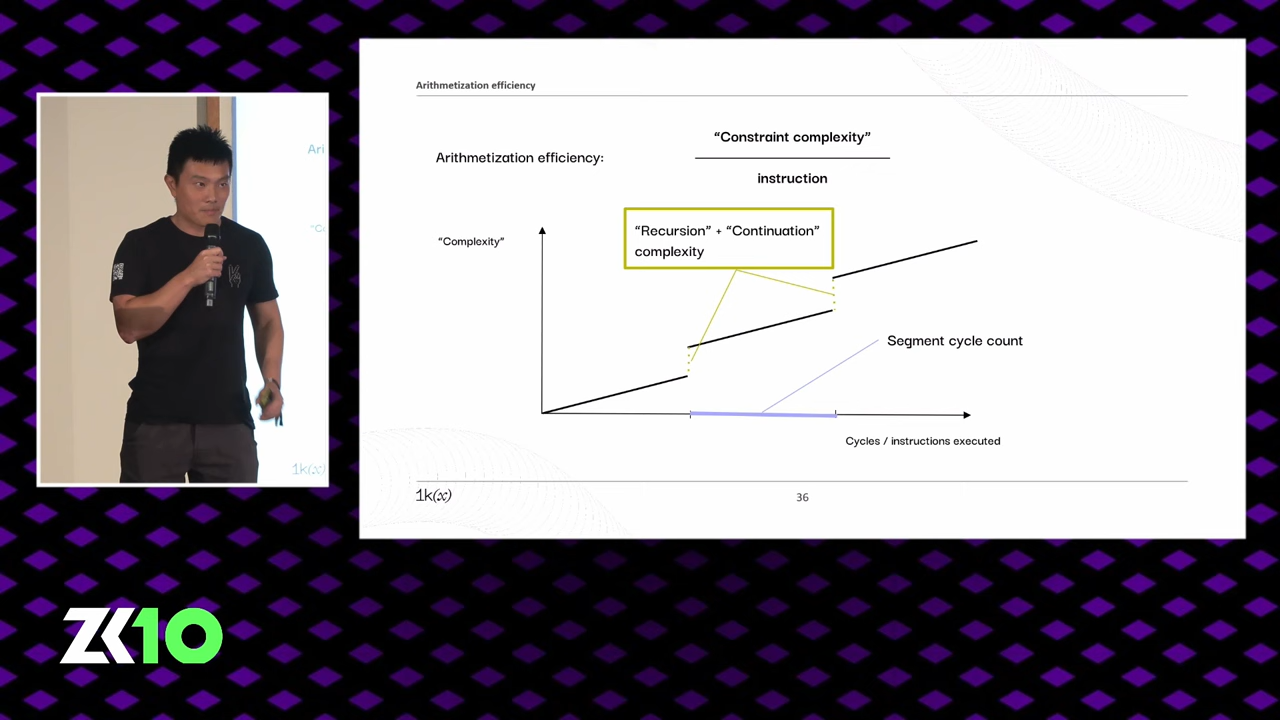 Arithmetization efficiency
Arithmetization efficiency:
“Constraint complexity”
instruction
“Recursion” + “Continuation”
complexity
“Complexity”
Segment cycle count
Cycles / instructions executed
1k(x)
36
Ari
“Co
1k(x)
ZK10